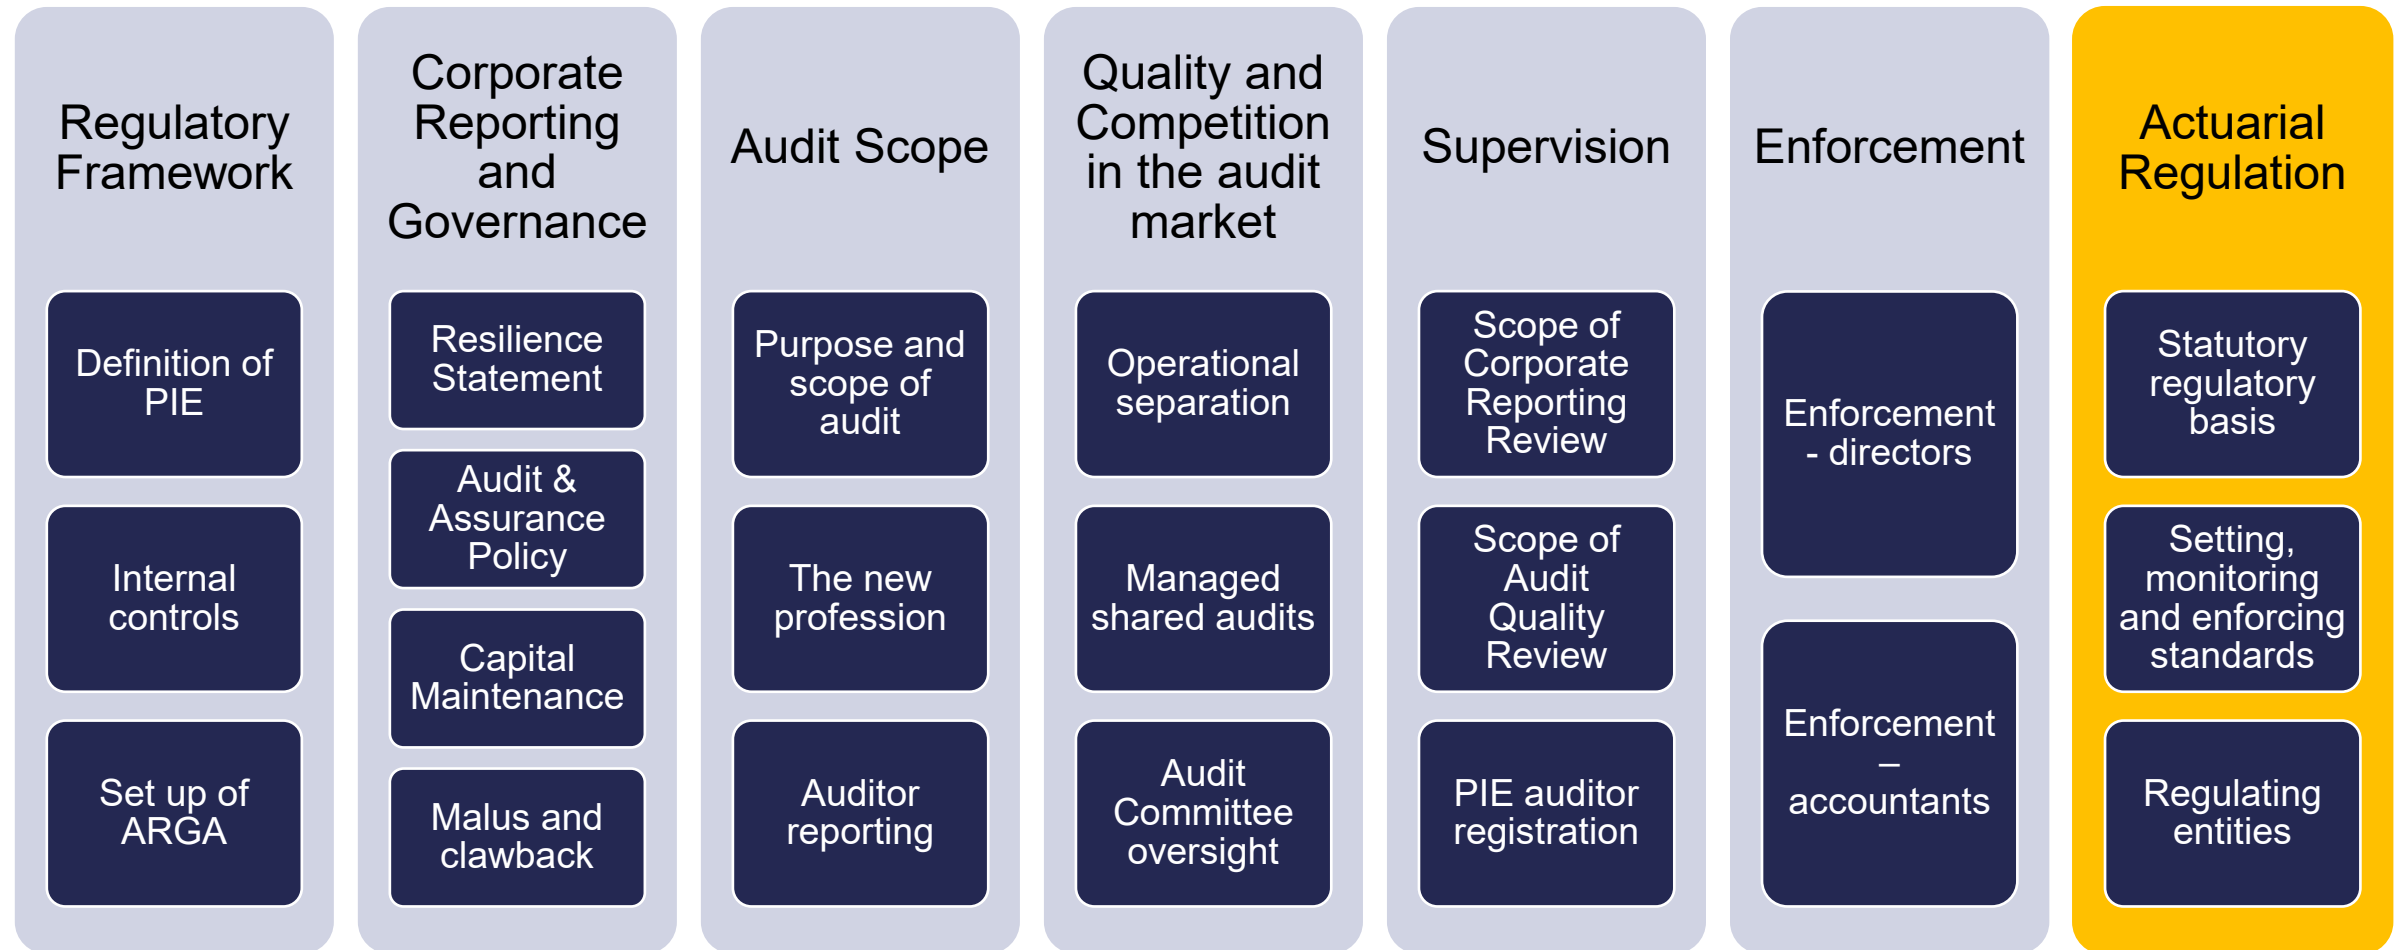 Regulatory
Framework
Definition of
PIE
Internal
controls
Set up of
ARGA
Corporate
Reporting
and
Governance
Resilience
Statement
Audit &
Assurance
Policy
Capital
Maintenance
Malus and
clawback
Audit Scope
Purpose and
scope of
audit
The new
profession
Auditor
reporting
Quality and
Competition
in the audit
market
Operational
separation
Managed
shared audits
Audit
Committee
oversight
Supervision
Scope of
Corporate
Reporting
Review
Scope of
Audit
Quality
Review
PIE auditor
registration
Enforcement
Enforcement
- directors
Enforcement
–
accountants
Actuarial
Regulation
Statutory
regulatory
basis
Setting,
monitoring
and enforcing
standards
Regulating
entities